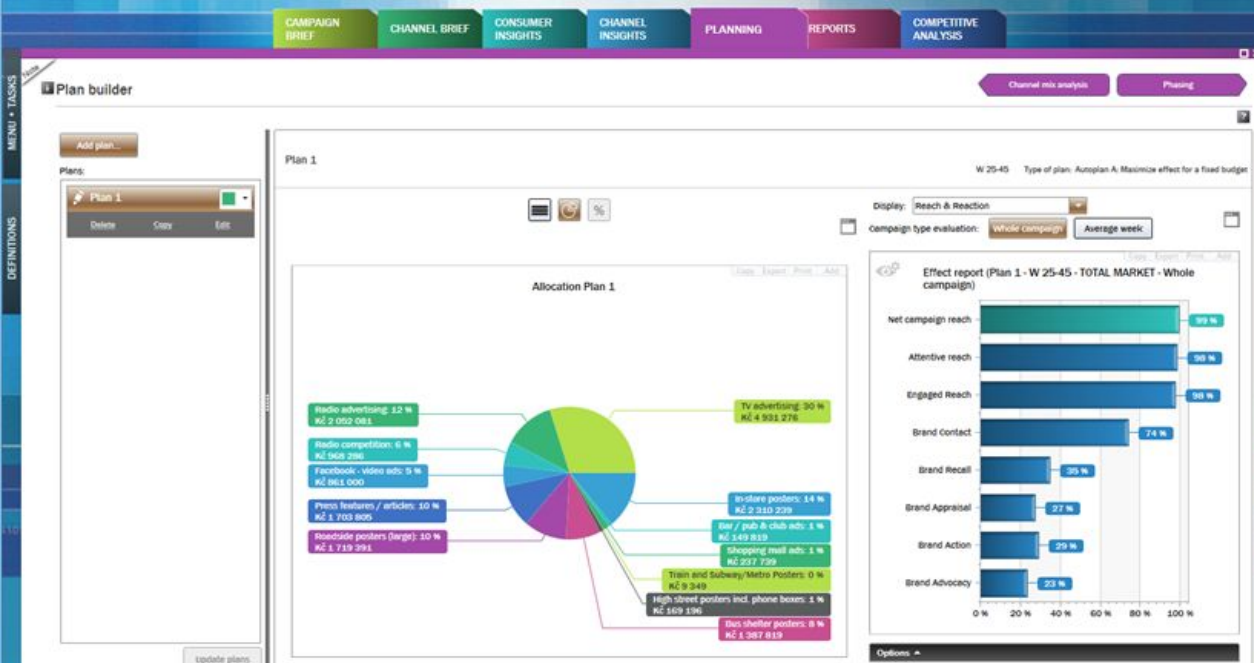 CAMPAIGN
BRIEF
CHANNEL BRIEF
CONSUMER
INSIGHTS
CHANNEL
INSIGHTS
PLANNING
REPORTS
COMPETITIVE
ANALYSIS
Note
MENU + TASKS
DEFINITIONS
Plan builder
Channel mix analysis
Phasing
?
Add plan...
Plans:
Plan 1
Delete Copy Edit
Update plans
Plan 1
W 25-45 Type of plan: Autoplan A: Maximize effect for a fixed budget
%
Display: Reach & Reaction
Campaign type evaluation: Whole campaign Average week
Copy Export Print Add
Allocation Plan 1
Radio advertising: 12 %
Kč 2 052 081
Radio competition: 6 %
Kč 968 286
Facebook - video ads: 5 %
Kč 861 000
Press features / articles: 10 %
Kč 1 703 805
Roadside posters (large): 10 %
Kč 1 719 391
TV advertising: 30 %
Kč 4 931 276
In-store posters: 14 %
Kč 2 310 239
Bar / pub & club ads: 1 %
Kč 149 819
Shopping mall ads: 1 %
Kč 237 739
Train and Subway/Metro Posters: 0 %
Kč 9 349
High street posters incl. phone boxes: 1 %
Kč 169 196
Bus shelter posters: 8 %
Kč 1 387 819
Copy Export Print Add
Effect report (Plan 1 - W 25-45 - TOTAL MARKET - Whole
campaign)
Net campaign reach 99 %
Attentive reach 98 %
Engaged Reach 98 %
Brand Contact 74 %
Brand Recall 35 %
Brand Appraisal 27 %
Brand Action 29 %
Brand Advocacy 23 %
0 % 20 % 40 % 60 % 80 % 100 %
Options